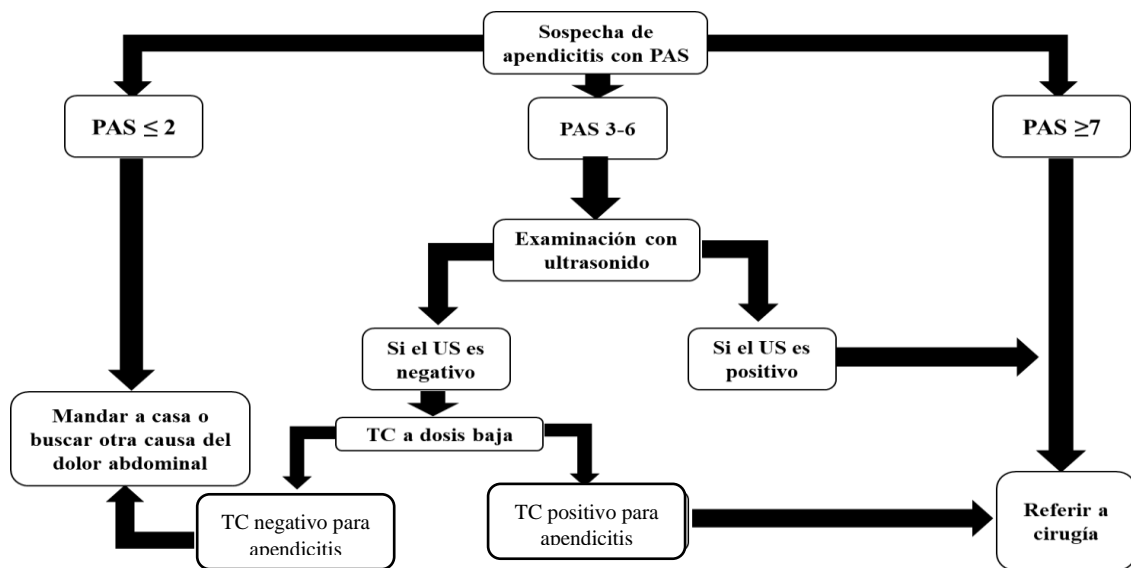 Sospecha de
apendicitis con PAS
PAS ≤ 2
PAS 3-6
PAS ≥7
Examinación con
ultrasonido
Si el US es
negativo
Si el US es
positivo
Mandar a casa o
buscar otra causa del
dolor abdominal
TC a dosis baja
TC negativo para
apendicitis
TC positivo para
apendicitis
Referir a
cirugía